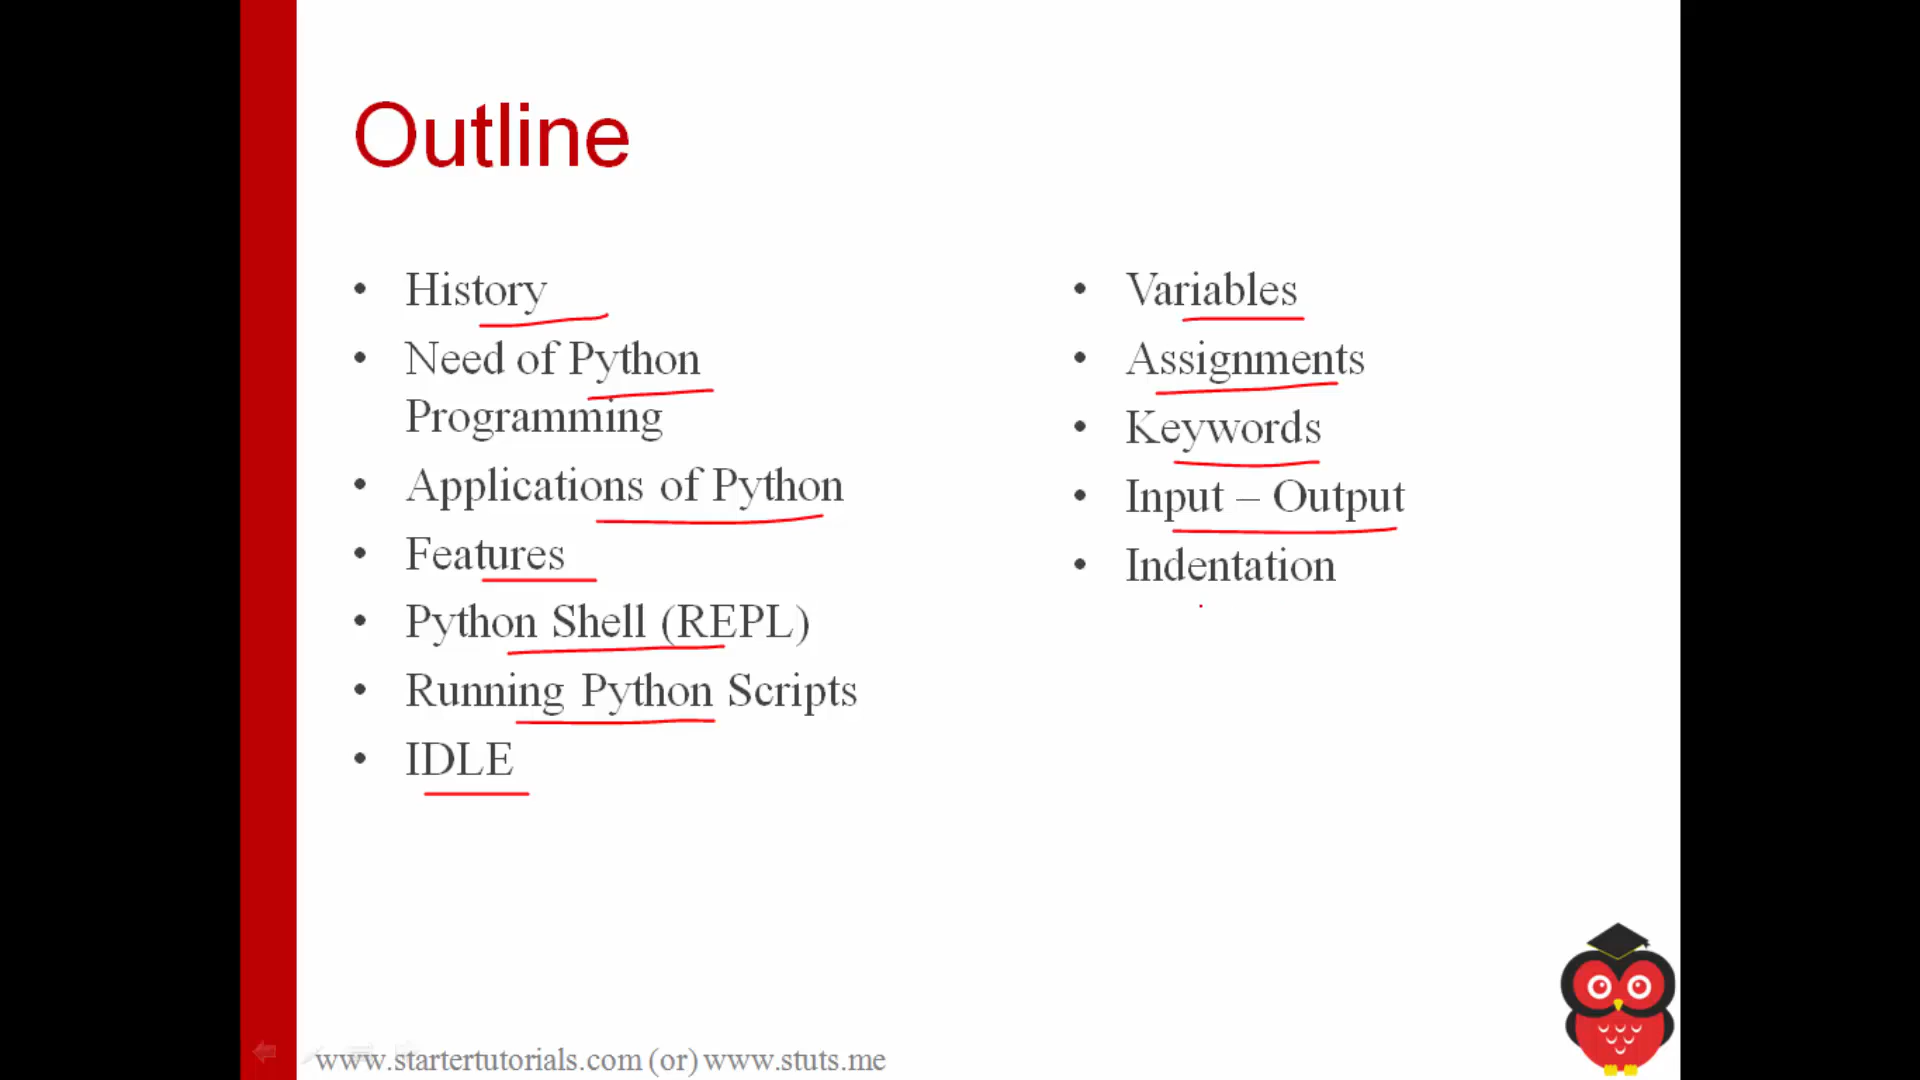 Outline
• History
• Need of Python
Programming
• Applications of Python
• Features
• Python Shell (REPL)
• Running Python Scripts
• IDLE
• Variables
• Assignments
• Keywords
• Input – Output
• Indentation
www.startertutorials.com (or) www.stuts.me